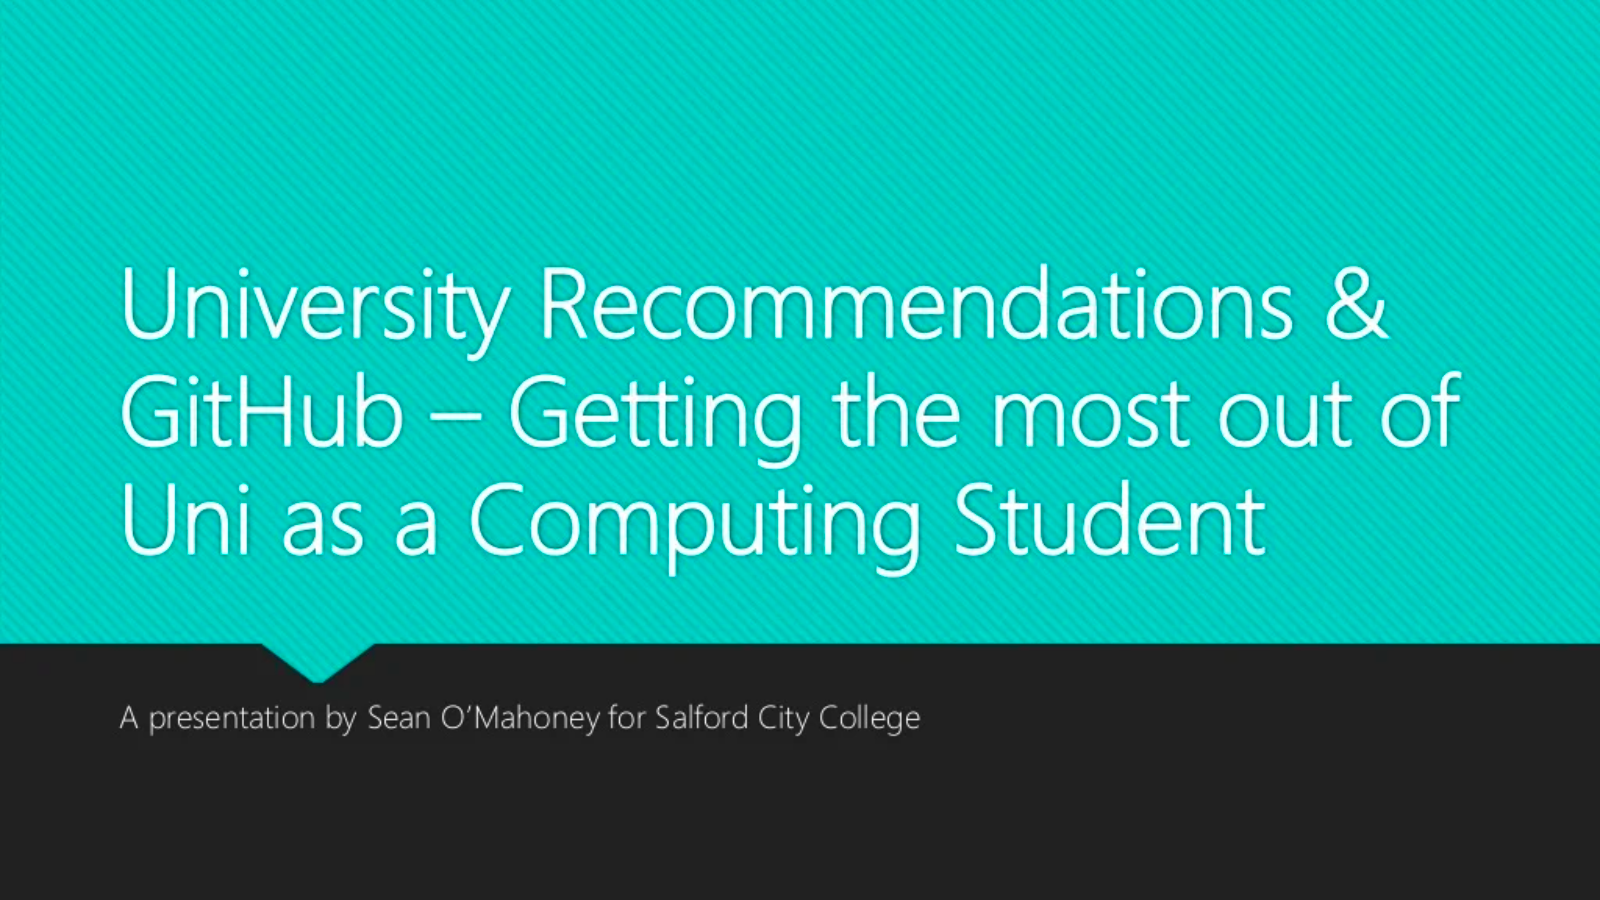 University Recommendations &
GitHub – Getting the most out of
Uni as a Computing Student
A presentation by Sean O’Mahoney for Salford City College